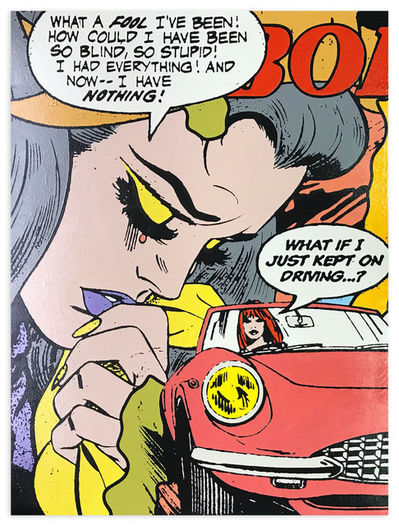 WHAT A FOOL I'VE BEEN!
HOW COULD I HAVE BEEN
SO BLIND, SO STUPID!
I HAD EVERYTHING! AND
NOW-- I HAVE
NOTHING!
BOL
WHAT IF I
JUST KEPT ON
DRIVING...?